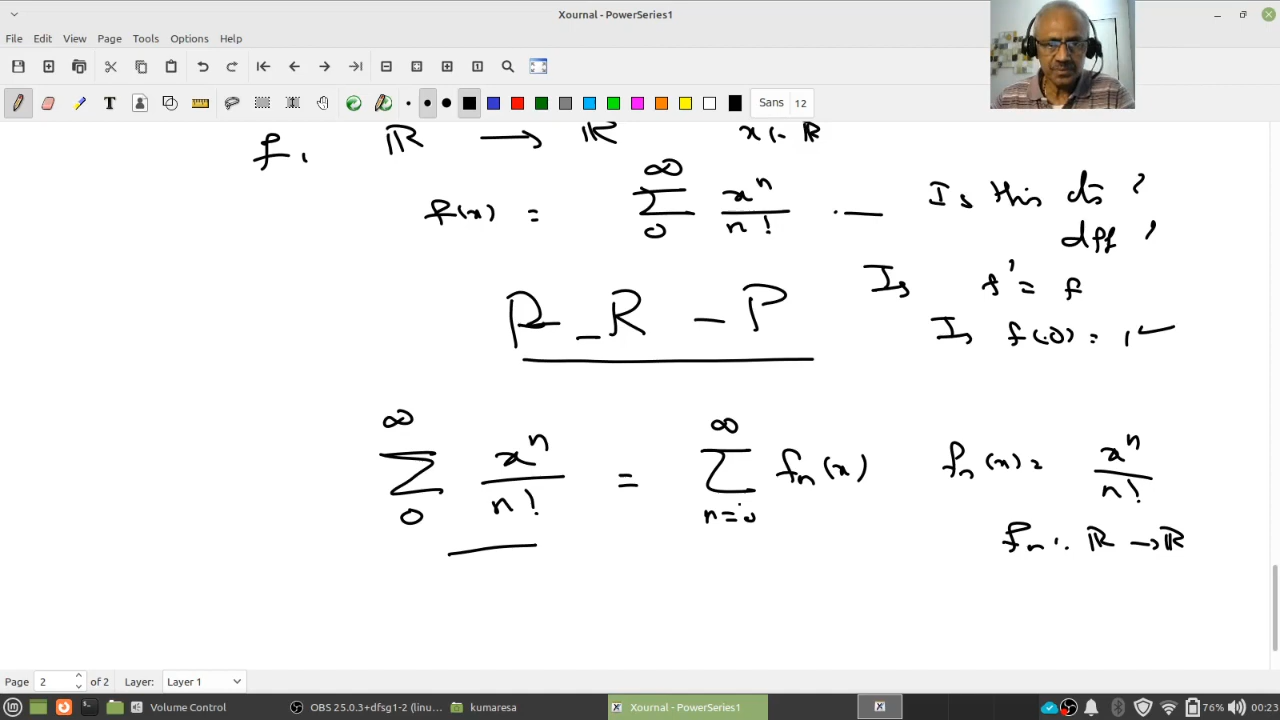 Xournal - PowerSeries1
File Edit View Page Tools Options Help
Sans 12
f: ℝ → ℝ x ∈ ℝ
f(x) = ∑_0^∞ x^n/n! . — Is this cts ?
diff ?
Is f' = f
P - R - P
Is f(0) = 1 ✓
∑_0^∞ x^n/n! = ∑_{n=0}^∞ f_n(x) f_n(x) = x^n/n!
f_n : ℝ → ℝ
Page 2 of 2 Layer: Layer 1
Volume Control OBS 25.0.3+dfsg1-2 (linu... kumaresa Xournal - PowerSeries1 76% 00:23